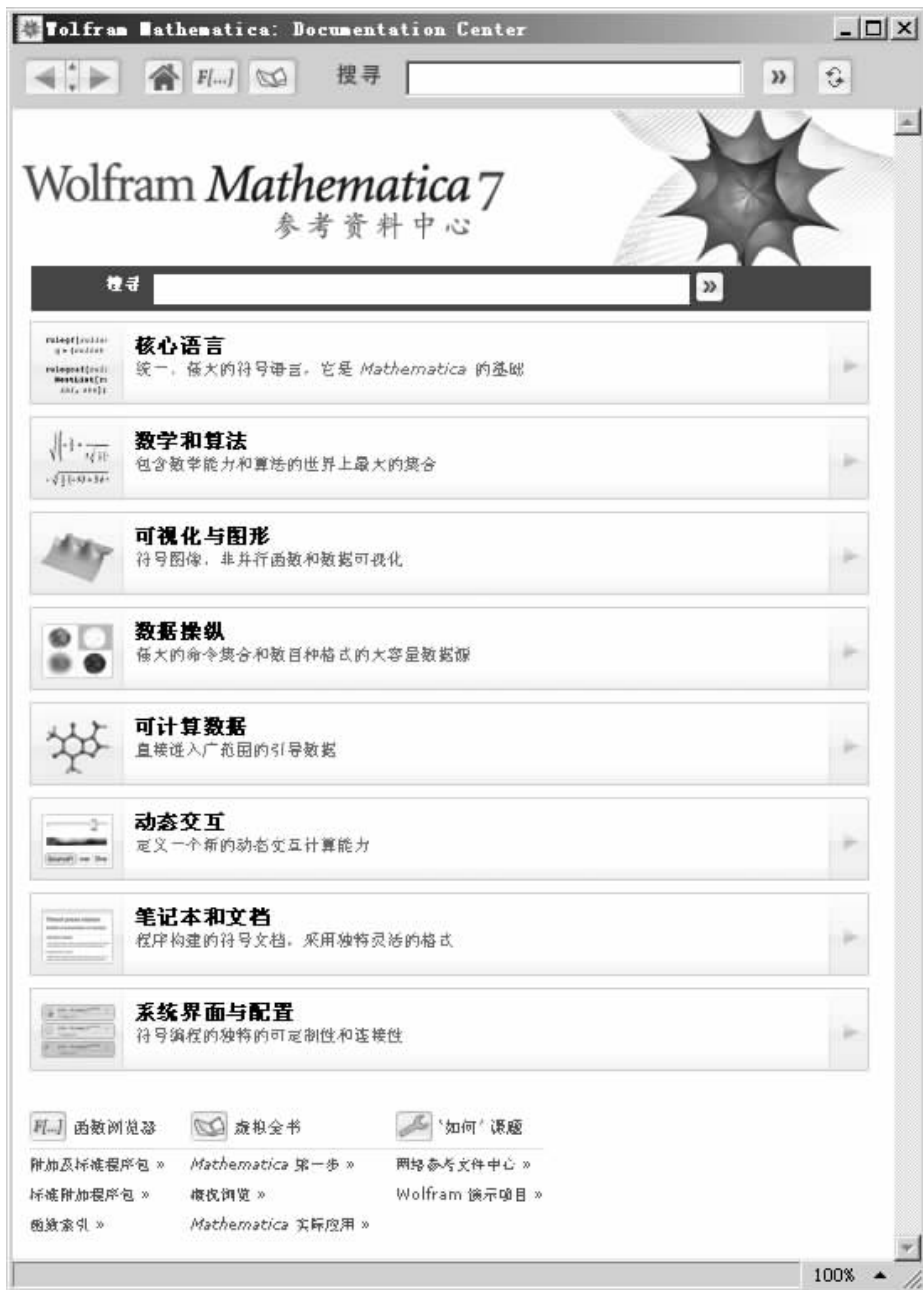 Wolfram Mathematica: Documentation Center
F[...] 搜寻 »
Wolfram Mathematica 7
参考资料中心
搜寻 »
核心语言
统一,强大的符号语言,它是 Mathematica 的基础
数学和算法
包含数学能力和算法的世界上最大的集合
可视化与图形
符号图像,非并行函数和数据可视化
数据操纵
强大的命令集合和数百种格式的大容量数据源
可计算数据
直接进入广范围的引导数据
动态交互
定义一个新的动态交互计算能力
笔记本和文档
程序构建的符号文档,采用独特灵活的格式
系统界面与配置
符号编程的独特的可定制性和连接性
F[...] 函数浏览器 虚拟全书 '如何' 课题
附加及标准程序包 » Mathematica 第一步 » 网络参考文件中心 »
标准附加程序包 » 概况浏览 » Wolfram 演示项目 »
函数索引 » Mathematica 实际应用 »
100%